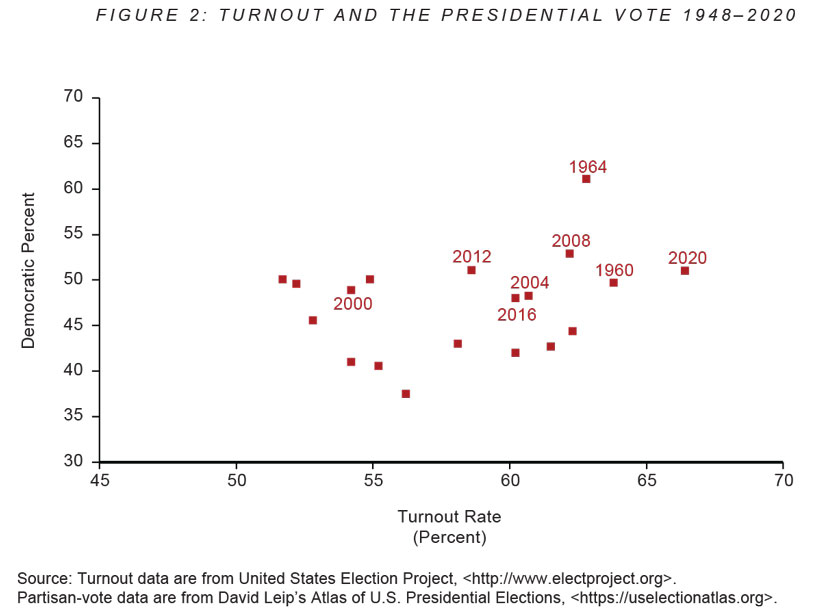 FIGURE 2: TURNOUT AND THE PRESIDENTIAL VOTE 1948–2020
70
65
60
55
50
45
40
35
30
Democratic Percent
1964
2008
2012
2020
1960
2004
2000
2016
45 50 55 60 65 70
Turnout Rate
(Percent)
Source: Turnout data are from United States Election Project, <http://www.electproject.org>.
Partisan-vote data are from David Leip’s Atlas of U.S. Presidential Elections, <https://uselectionatlas.org>.